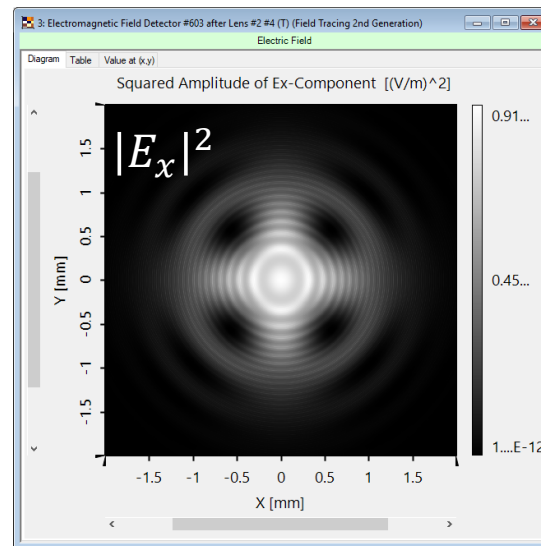 3: Electromagnetic Field Detector #603 after Lens #2 #4 (T) (Field Tracing 2nd Generation)
Electric Field
Diagram Table Value at (x,y)
Squared Amplitude of Ex-Component [(V/m)^2]
|Eₓ|²
Y [mm]
1.5
1
0.5
0
-0.5
-1
-1.5
-1.5 -1 -0.5 0 0.5 1 1.5
X [mm]
0.91...
0.45...
1....E-12